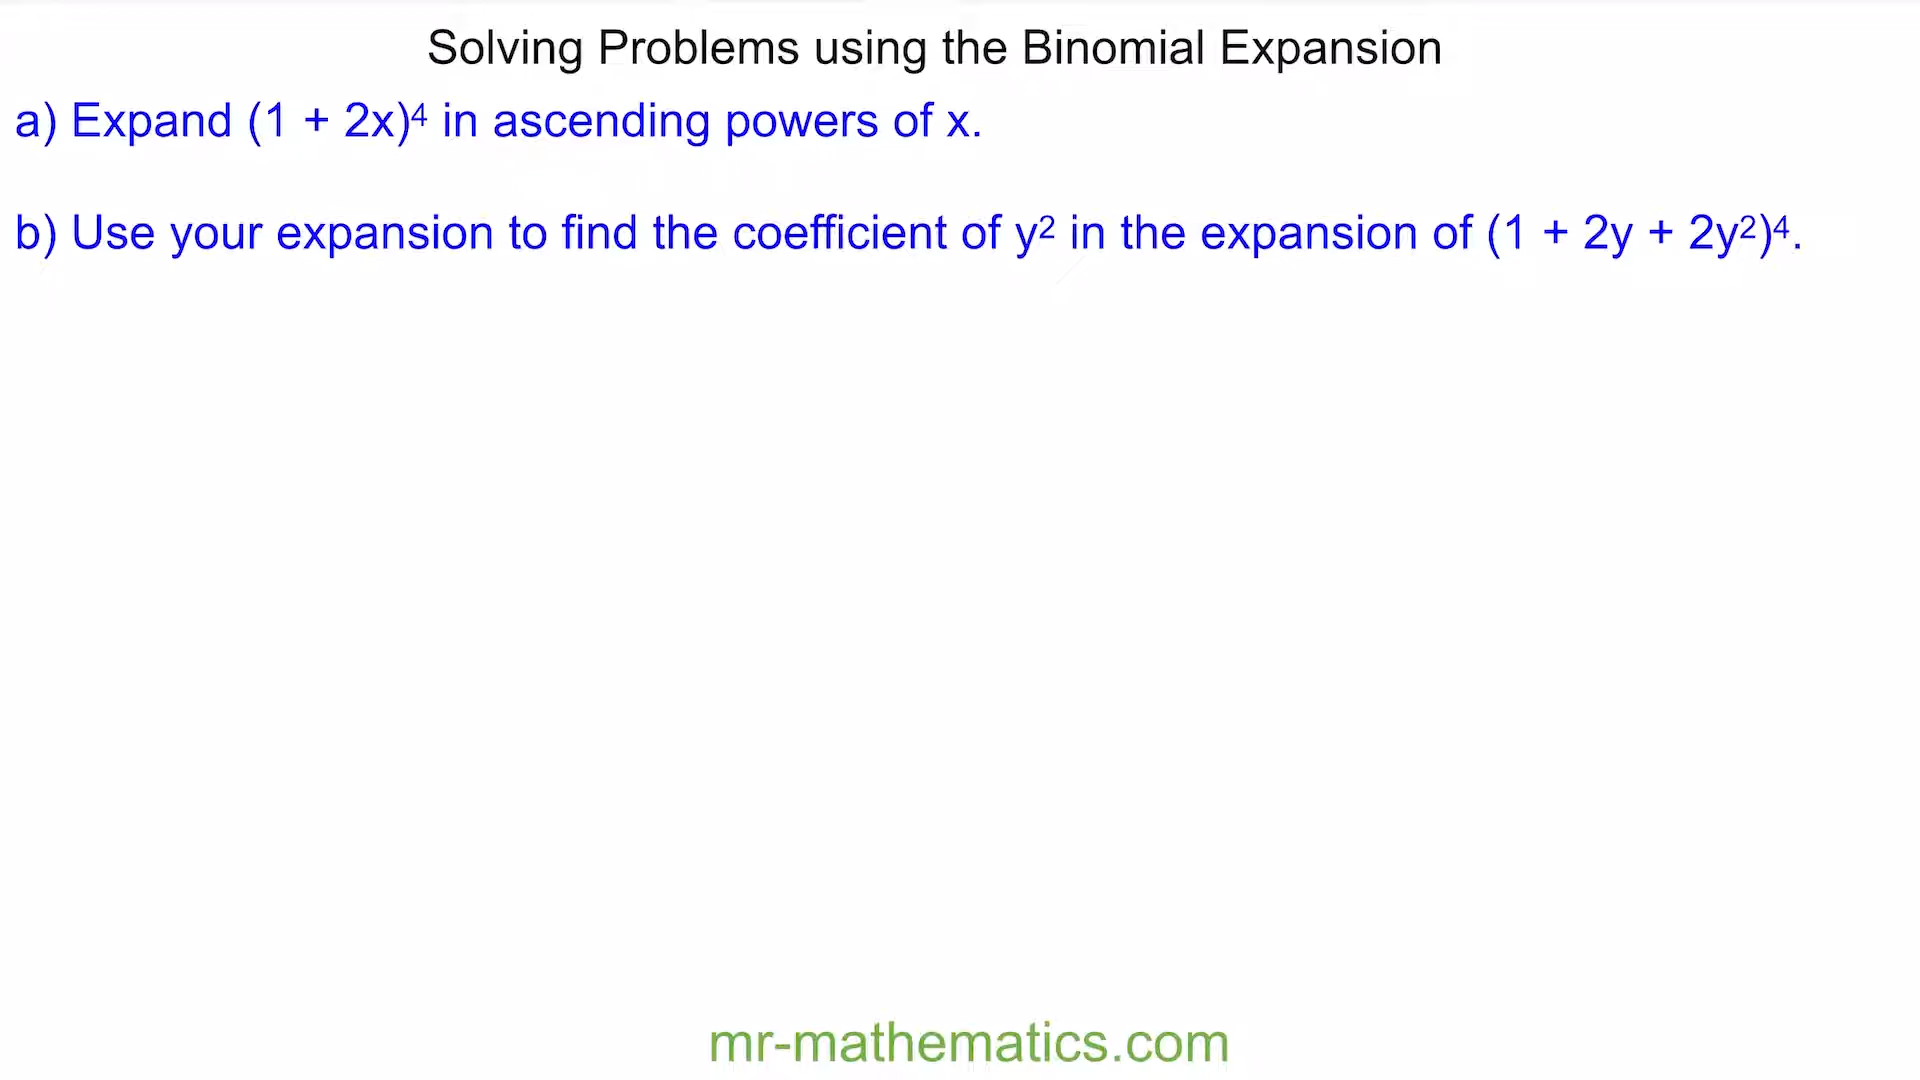 Solving Problems using the Binomial Expansion
a) Expand (1 + 2x)⁴ in ascending powers of x.
b) Use your expansion to find the coefficient of y² in the expansion of (1 + 2y + 2y²)⁴.
mr-mathematics.com